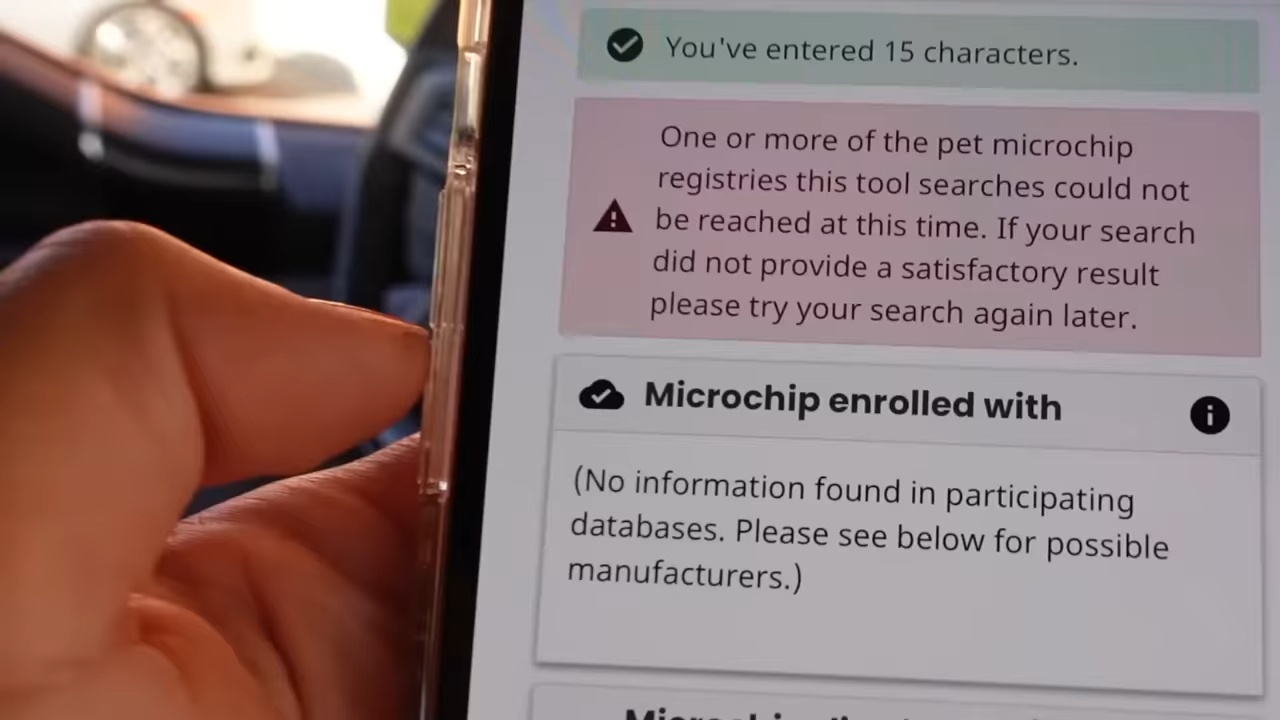 You've entered 15 characters.
One or more of the pet microchip
registries this tool searches could not
be reached at this time. If your search
did not provide a satisfactory result
please try your search again later.
Microchip enrolled with
(No information found in participating
databases. Please see below for possible
manufacturers.)